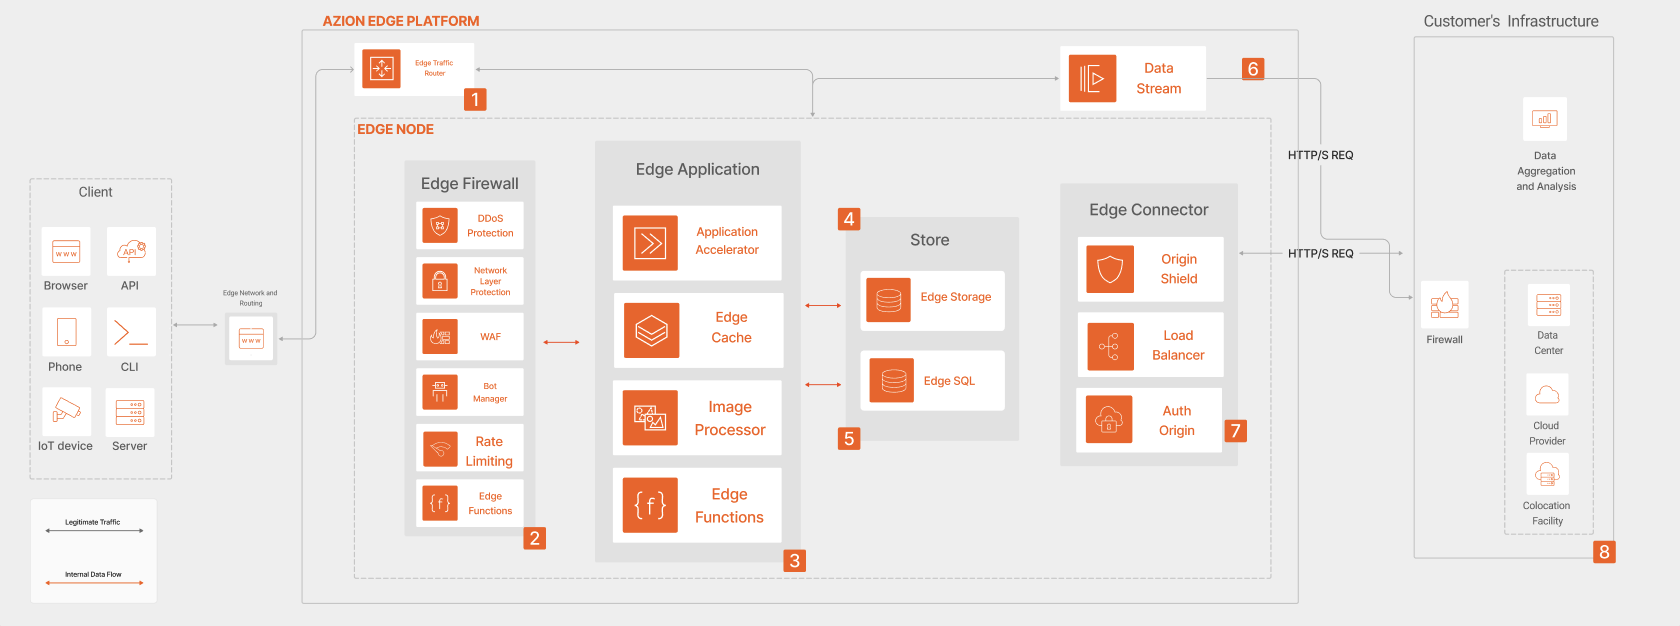 AZION EDGE PLATFORM
Customer's Infrastructure
Edge Traffic
Router
1
Data
Stream
6
EDGE NODE
HTTP/S REQ
Data
Aggregation
and Analysis
Client
WWW
Browser
API
API
Phone
CLI
IoT device
Server
Edge Network and
Routing
WWW
Legitimate Traffic
Internal Data Flow
Edge Firewall
DDoS
Protection
Network
Layer
Protection
WAF
Bot
Manager
Rate
Limiting
{f}
Edge
Functions
2
Edge Application
Application
Accelerator
Edge
Cache
Image
Processor
{f}
Edge
Functions
3
4
Store
Edge Storage
Edge SQL
5
Edge Connector
Origin
Shield
Load
Balancer
Auth
Origin
7
HTTP/S REQ
Firewall
Data
Center
Cloud
Provider
Colocation
Facility
8